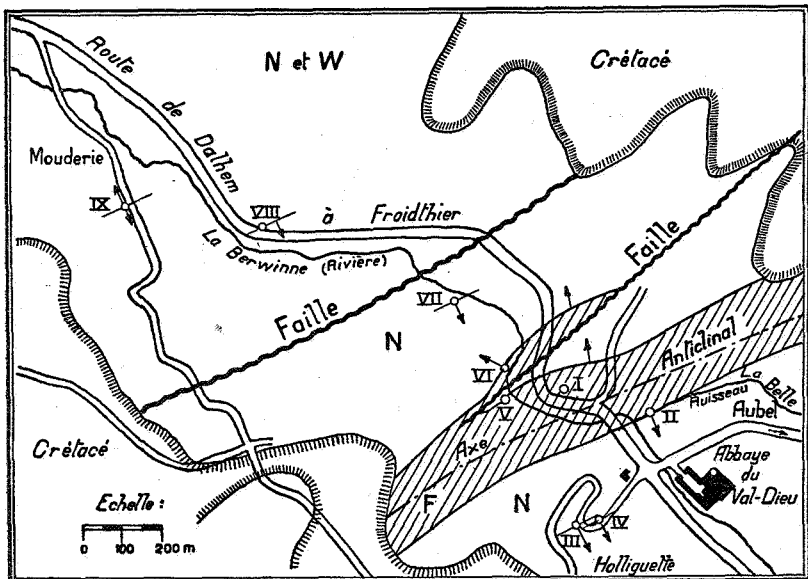 N et W
Crétacé
Route de Dalhem à Froidthier
Mouderie
IX
VIII
La Berwinne (Rivière)
Faille
Faille
VII
N
VI
V
I
Anticlinal
Axe
II
Ruisseau
La Belle
Aubel
Abbaye du Val-Dieu
Crétacé
F
N
III
IV
Holliguette
Echelle :
0 100 200 m.